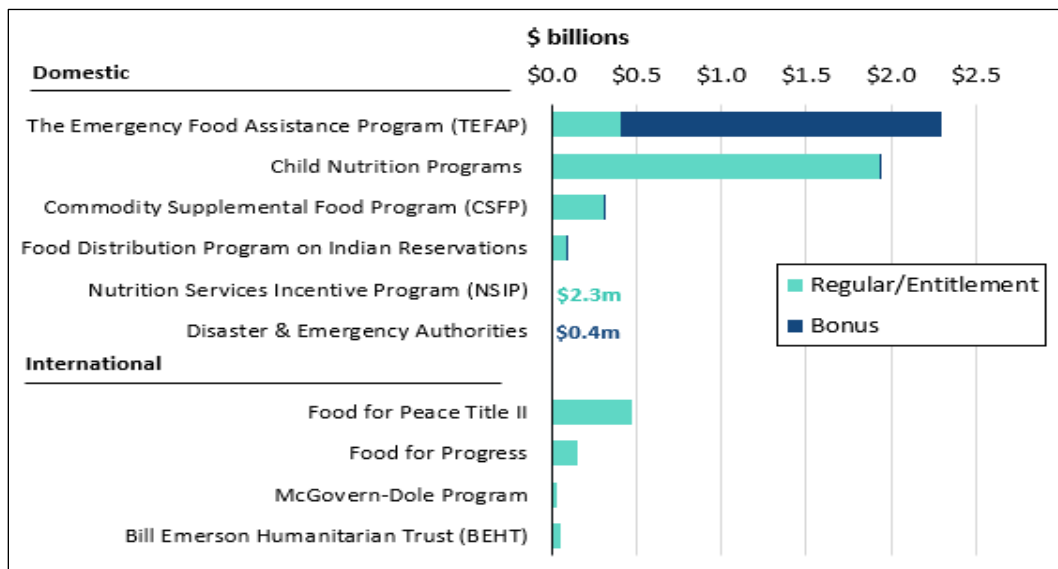 $ billions
Domestic
$0.0 $0.5 $1.0 $1.5 $2.0 $2.5
The Emergency Food Assistance Program (TEFAP)
Child Nutrition Programs
Commodity Supplemental Food Program (CSFP)
Food Distribution Program on Indian Reservations
Nutrition Services Incentive Program (NSIP) $2.3m
Disaster & Emergency Authorities $0.4m
Regular/Entitlement
Bonus
International
Food for Peace Title II
Food for Progress
McGovern-Dole Program
Bill Emerson Humanitarian Trust (BEHT)